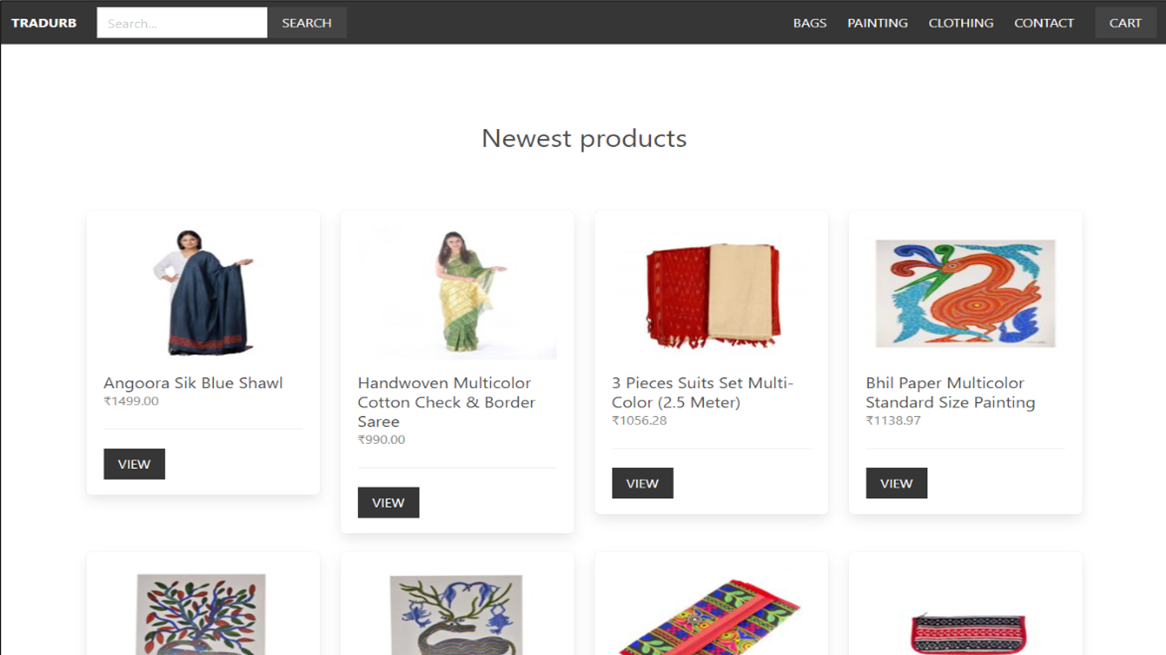 TRADURB Search... SEARCH BAGS PAINTING CLOTHING CONTACT CART
Newest products
Angoora Sik Blue Shawl
₹1499.00
VIEW
Handwoven Multicolor
Cotton Check & Border
Saree
₹990.00
VIEW
3 Pieces Suits Set Multi-
Color (2.5 Meter)
₹1056.28
VIEW
Bhil Paper Multicolor
Standard Size Painting
₹1138.97
VIEW